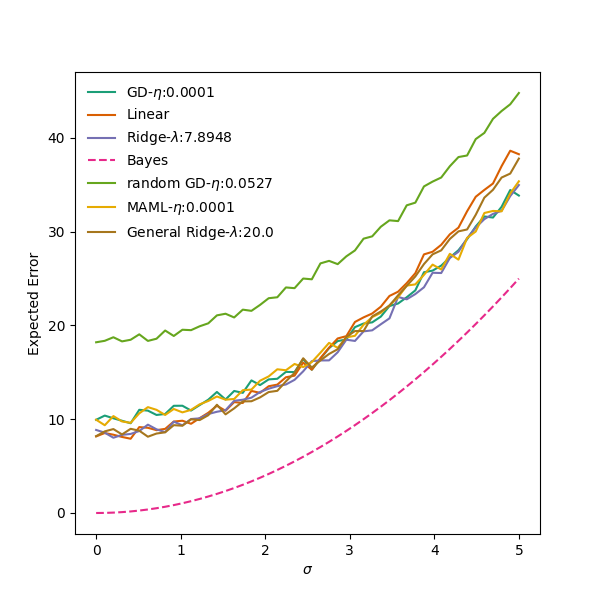 GD-η:0.0001
Linear
Ridge-λ:7.8948
Bayes
random GD-η:0.0527
MAML-η:0.0001
General Ridge-λ:20.0
Expected Error
40
30
20
10
0
0 1 2 3 4 5
σ